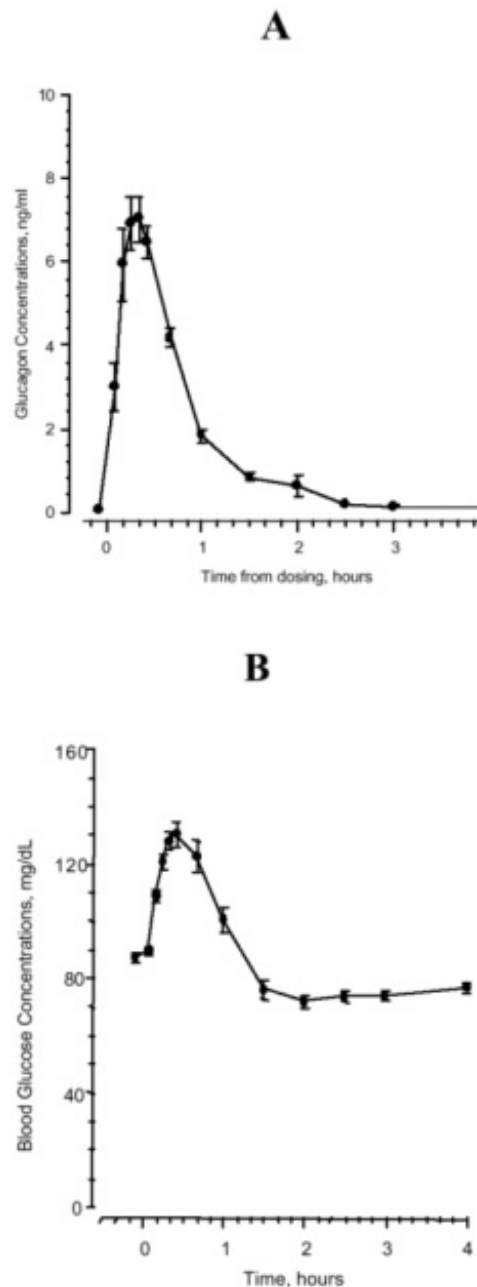 A
10
8
6
4
2
0
Glucagon Concentrations, ng/ml
0 1 2 3
Time from dosing, hours
B
160
120
80
40
0
Blood Glucose Concentrations, mg/dL
0 1 2 3 4
Time, hours